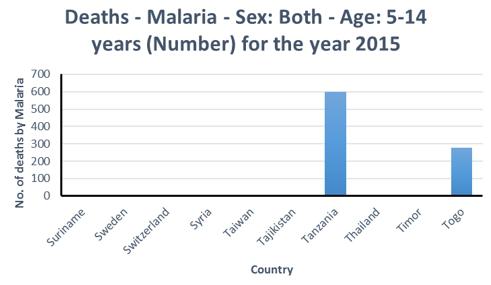 Deaths - Malaria - Sex: Both - Age: 5-14
years (Number) for the year 2015
No. of deaths by Malaria
700
600
500
400
300
200
100
0
Suriname
Sweden
Switzerland
Syria
Taiwan
Tajikistan
Tanzania
Thailand
Timor
Togo
Country